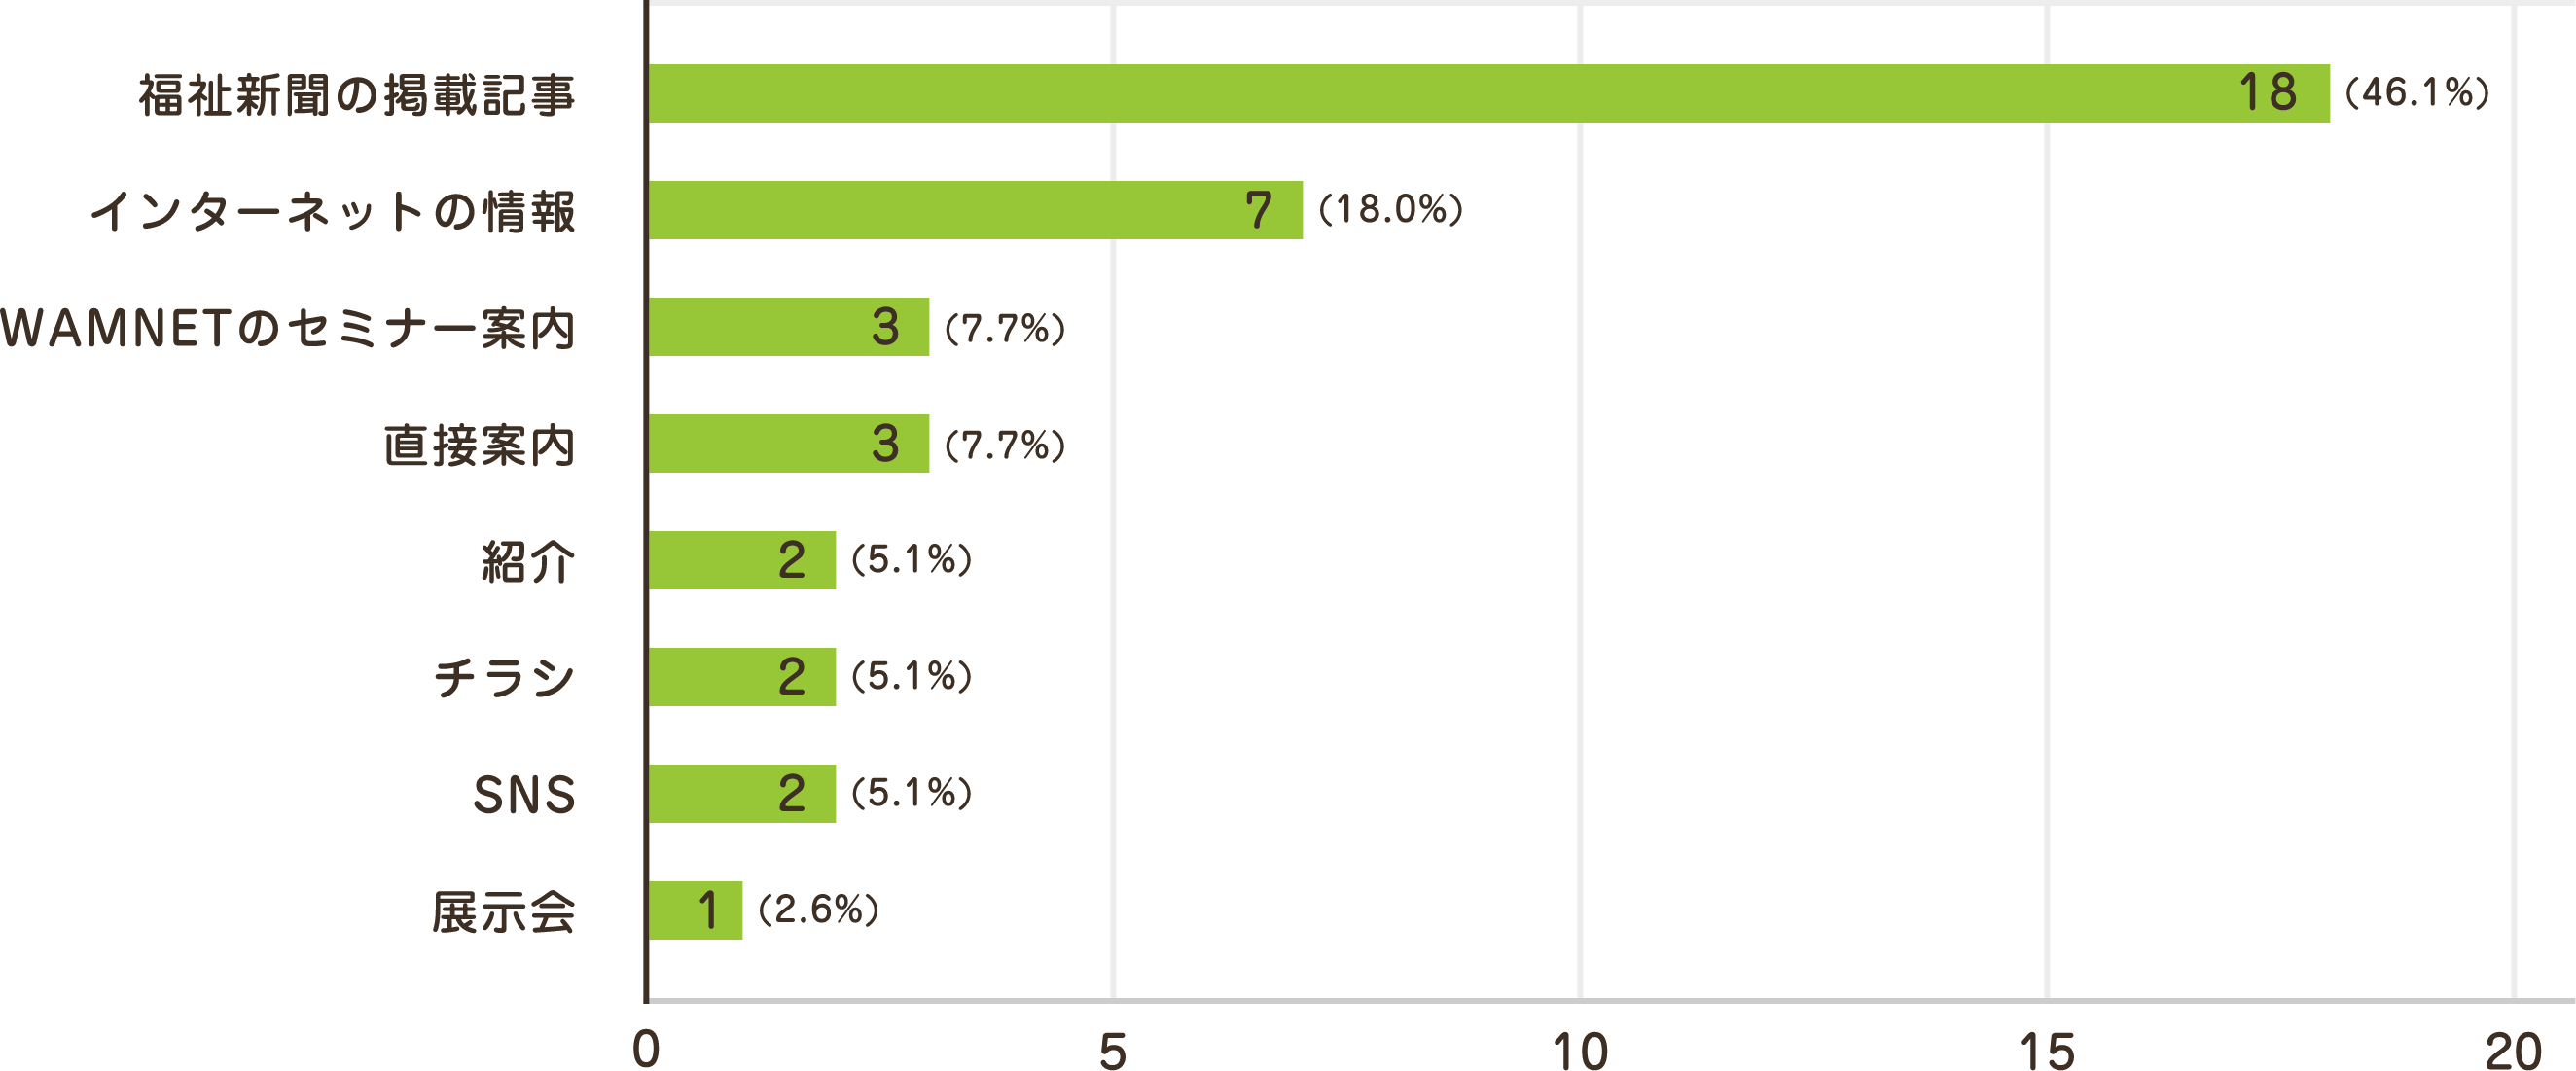 福祉新聞の掲載記事 18 (46.1%)
インターネットの情報 7 (18.0%)
WAMNETのセミナー案内 3 (7.7%)
直接案内 3 (7.7%)
紹介 2 (5.1%)
チラシ 2 (5.1%)
SNS 2 (5.1%)
展示会 1 (2.6%)
0 5 10 15 20